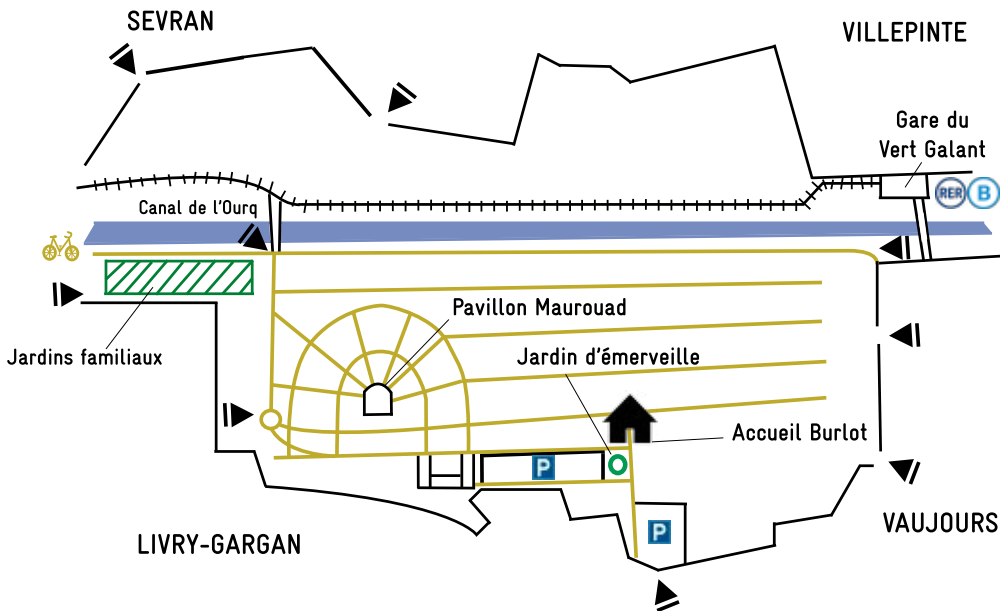 SEVRAN
VILLEPINTE
Gare du
Vert Galant
RER B
Canal de l'Ourq
Pavillon Maurouad
Jardins familiaux
Jardin d'émerveille
Accueil Burlot
P
P
LIVRY-GARGAN
VAUJOURS